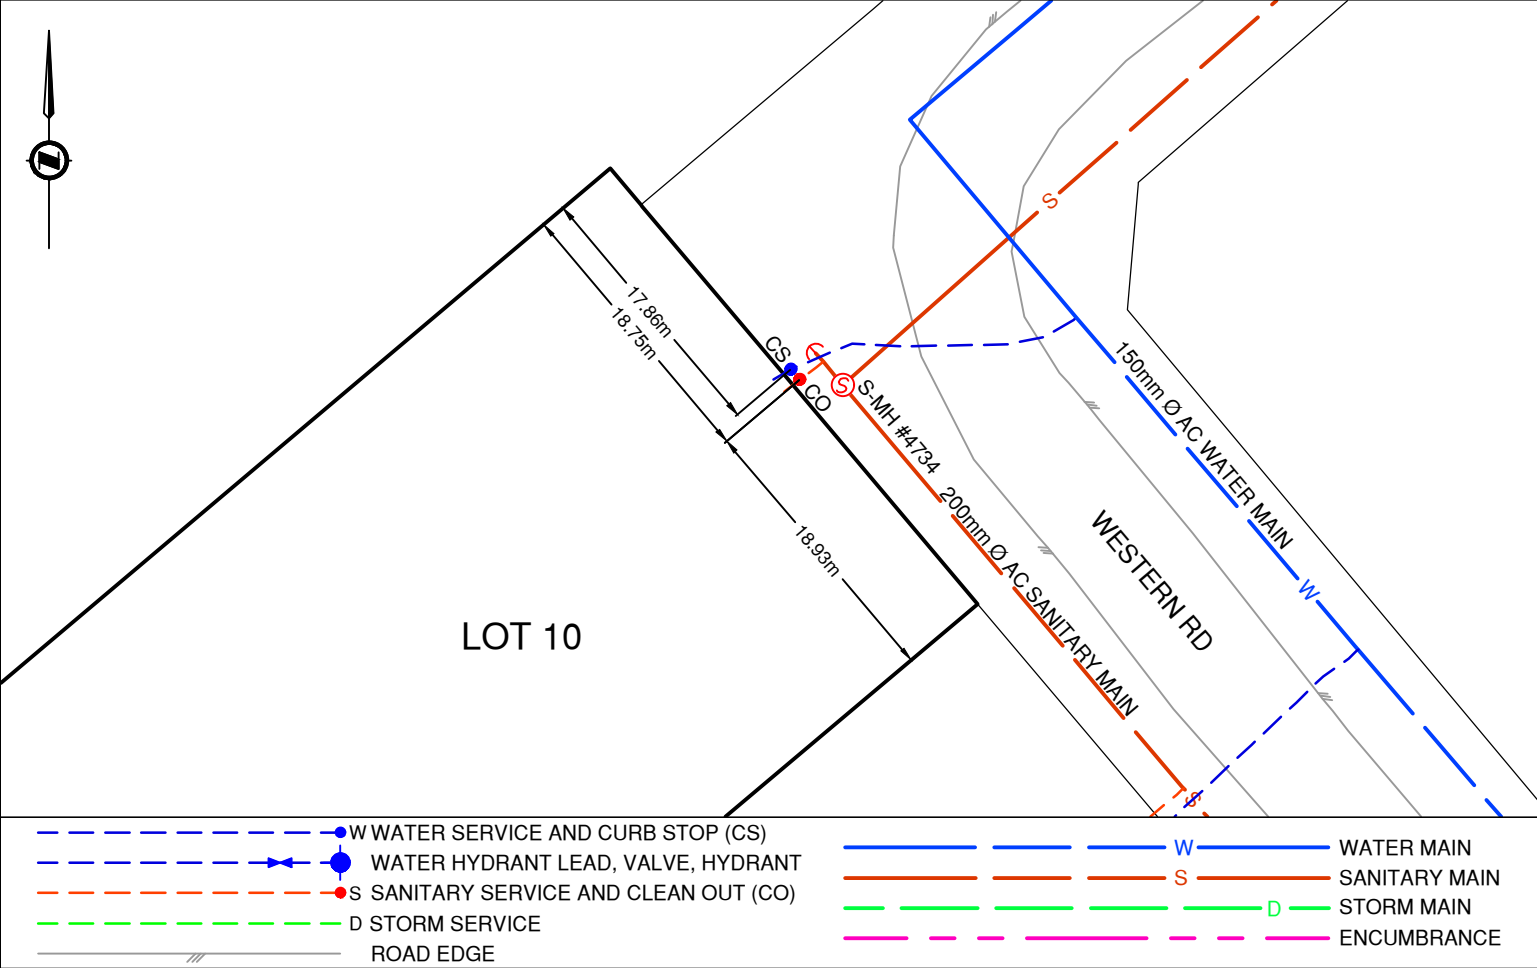 S
17.86m
18.75m
CS
CO
S
S-MH #4734
150mm Ø AC WATER MAIN
200mm Ø AC SANITARY MAIN
WESTERN RD
W
18.93m
LOT 10
S
W WATER SERVICE AND CURB STOP (CS)
WATER HYDRANT LEAD, VALVE, HYDRANT
S SANITARY SERVICE AND CLEAN OUT (CO)
D STORM SERVICE
ROAD EDGE
W WATER MAIN
S SANITARY MAIN
D STORM MAIN
ENCUMBRANCE